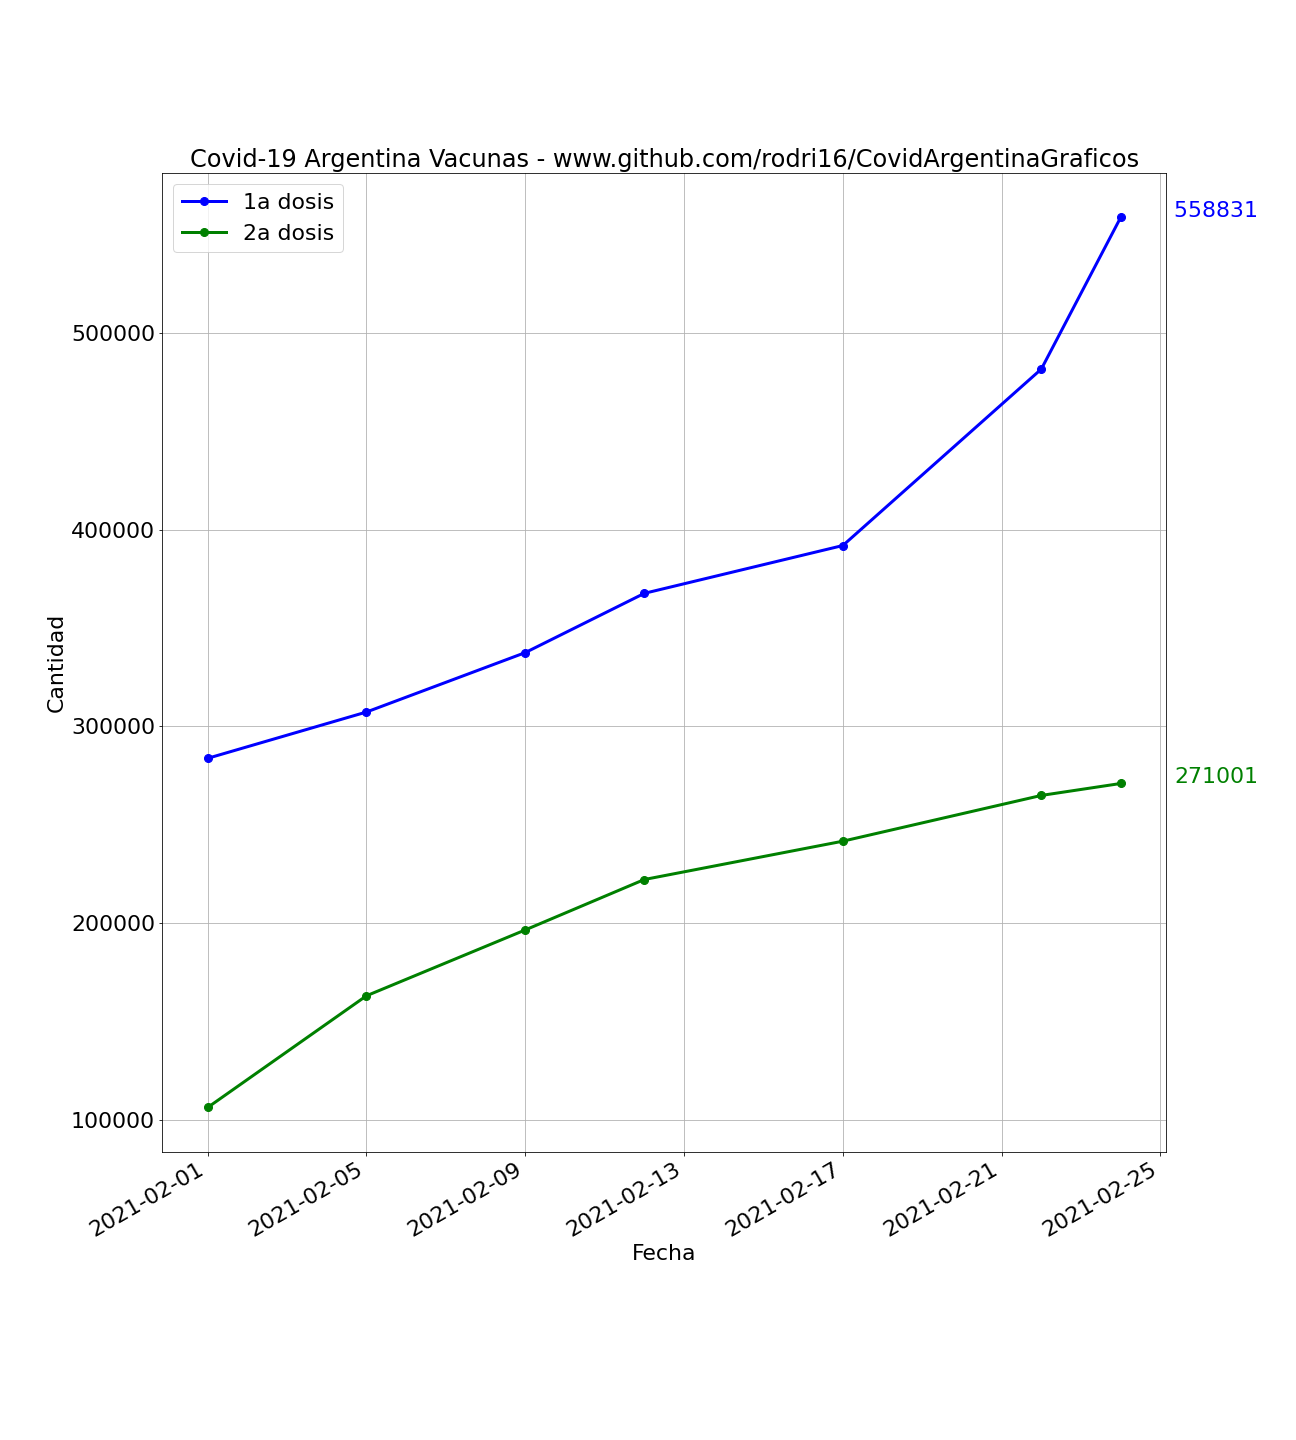 Covid-19 Argentina Vacunas - www.github.com/rodri16/CovidArgentinaGraficos
1a dosis
2a dosis
558831
271001
500000
400000
300000
200000
100000
Cantidad
2021-02-01
2021-02-05
2021-02-09
2021-02-13
2021-02-17
2021-02-21
2021-02-25
Fecha